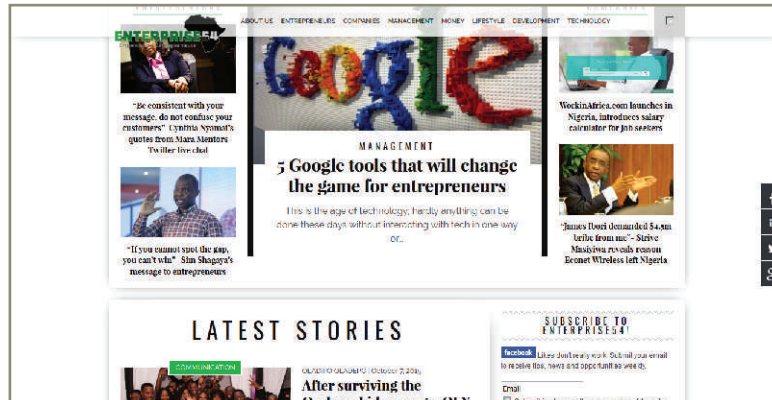 ABOUT US ENTREPRENEURS COMPANIES MANAGEMENT MONEY LIFESTYLE DEVELOPMENT TECHNOLOGY
ENTERPRISE54
"Be consistent with your
message, do not confuse your
customers" Cynthia Nyamai's
quotes from Mara Mentors
Twitter live chat
"If you cannot spot the gap,
you can't win" Sim Shagaya's
message to entrepreneurs
Google
MANAGEMENT
5 Google tools that will change
the game for entrepreneurs
This is the age of technology; hardly anything can be
done these days without interacting with tech in one way
or...
WorkinAfrica.com launches in
Nigeria, introduces salary
calculator for job seekers
"James Ibori demanded $4.5m
bribe from me" - Strive
Masiyiwa reveals reason
Econet Wireless left Nigeria
LATEST STORIES
COMMUNICATION
OLADIPO OLADEPO | October 7, 2015
After surviving the
SUBSCRIBE TO
ENTERPRISE54!
facebook Likes don't really work. Submit your email
to receive tips, news and opportunities weekly.
Email